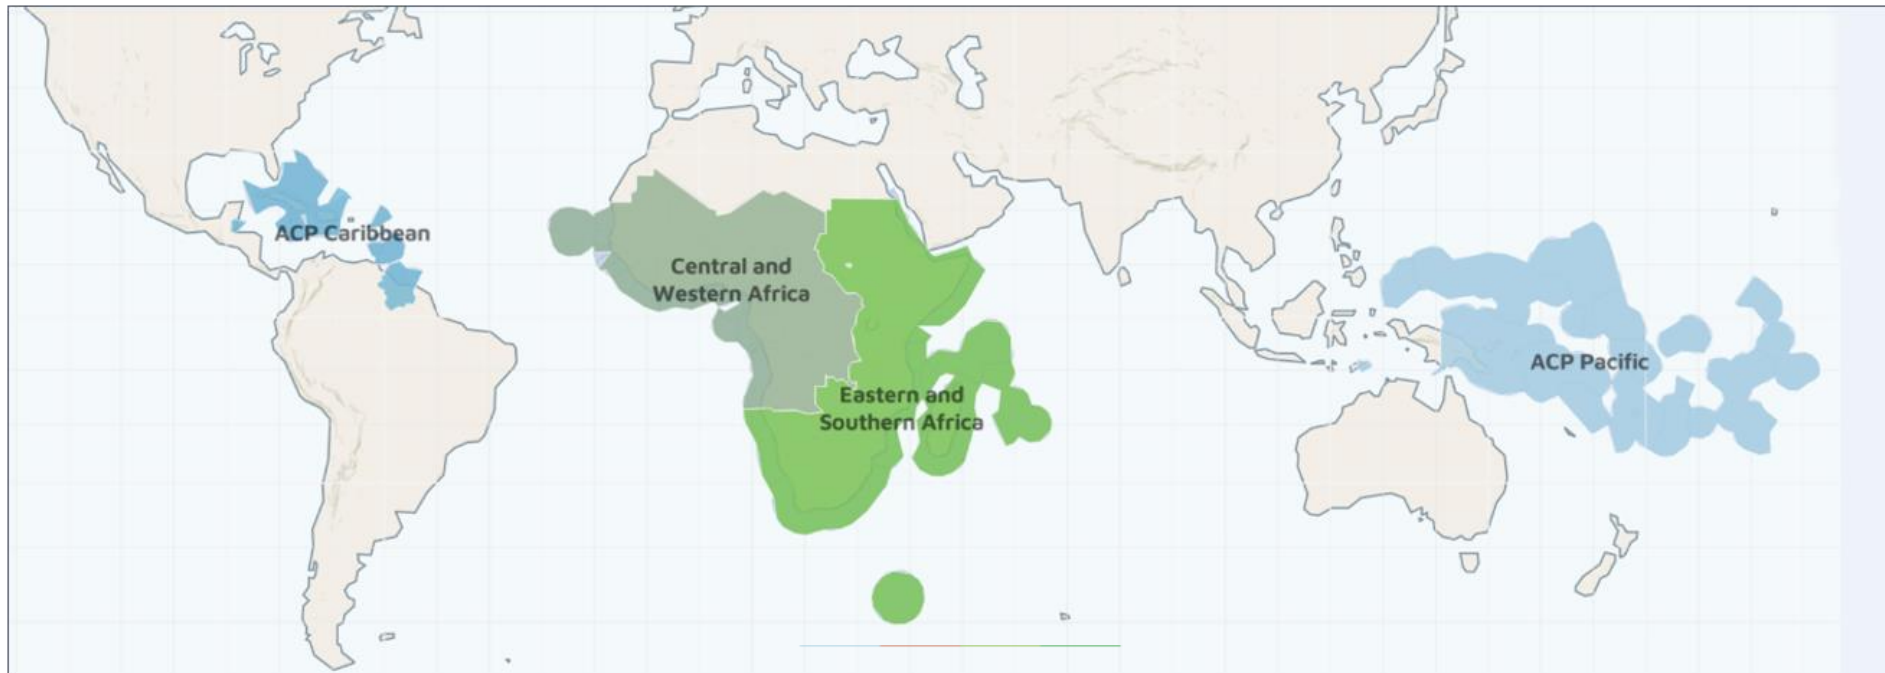 ACP Caribbean
Central and
Western Africa
Eastern and
Southern Africa
ACP Pacific